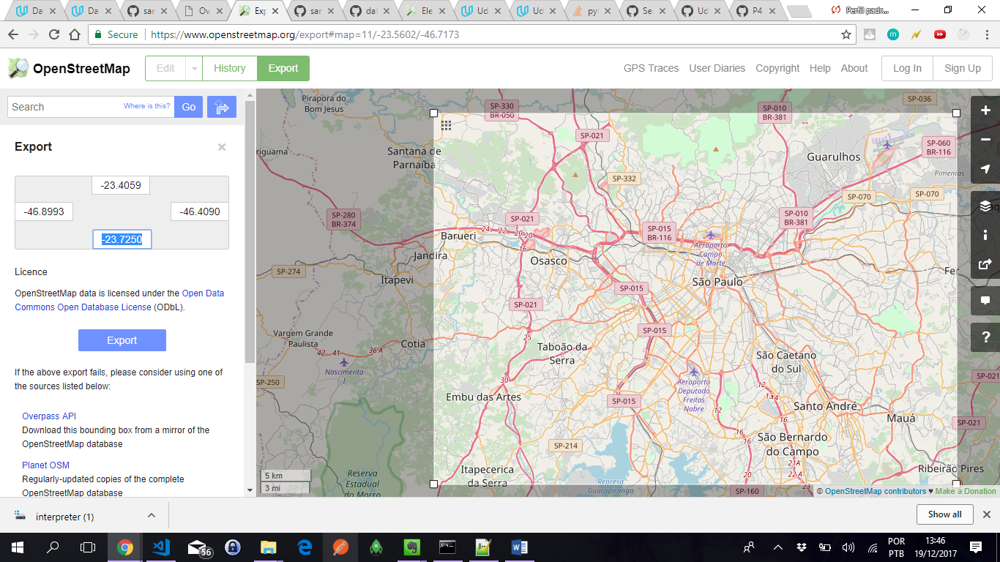 Da
Da
sar
Ov
Exp
sar
dat
Ele
Ud
Ud
pyt
Se
Ud
P4
Perfil padr...
Secure
https://www.openstreetmap.org/export#map=11/-23.5602/-46.7173
OpenStreetMap
Edit
History
Export
GPS Traces
User Diaries
Copyright
Help
About
Log In
Sign Up
Search
Where is this?
Go
Export
-23.4059
-46.8993
-46.4090
-23.7250
Licence
OpenStreetMap data is licensed under the Open Data
Commons Open Database License (ODbL).
Export
If the above export fails, please consider using one of
the sources listed below:
Overpass API
Download this bounding box from a mirror of the
OpenStreetMap database
Planet OSM
Regularly-updated copies of the complete
OpenStreetMap database
Pirapora do
Bom Jesus
SP-330
BR-050
SP-010
BR-381
SP-036
SP-021
SP-060
BR-116
riguama
Santana de
Parnaíba
Guarulhos
Pimentas
SP-332
SP-070
SP-070
SP-280
BR-374
SP-021
SP-010
BR-381
24
22
20
20
16
SP-015
BR-116
Barueri
Aeroporto
Campo
de Marte
Jandira
Osasco
Fer
SP-274
Itapevi
São Paulo
SP-015
SP-021
Vargem Grande
Paulista
25
SP-015
Cotia
42
41
36 A
Taboão da
Serra
São Caetano
do Sul
Nascimento
I
SP-250
30
Aeroporto
Deputado
Freitas
Nobre
12
13
14
SP-021
Embu das Artes
SP-015
12
Santo André
16
Mauá
SP-021
16
16
São Bernardo
do Campo
SP-214
21A
22 A
23
Itapecerica
da Serra
Reserva
Estadual
do Morro
Represa
Guarapiranga
Ribeirão Pires
SP-160
5 km
3 mi
© OpenStreetMap contributors ♥ Make a Donation
interpreter (1)
Show all
56
POR
PTB
13:46
19/12/2017